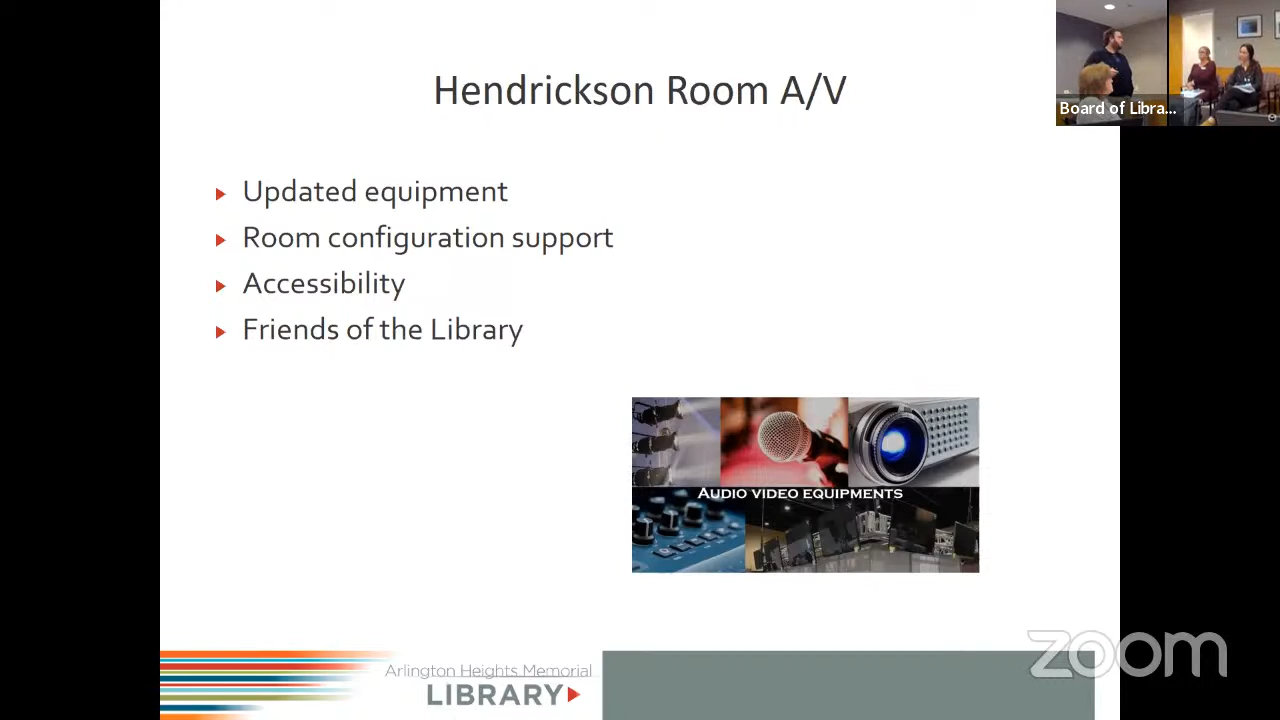 Hendrickson Room A/V
Board of Libra...
Updated equipment
Room configuration support
Accessibility
Friends of the Library
AUDIO VIDEO EQUIPMENTS
Arlington Heights Memorial
LIBRARY
zoom